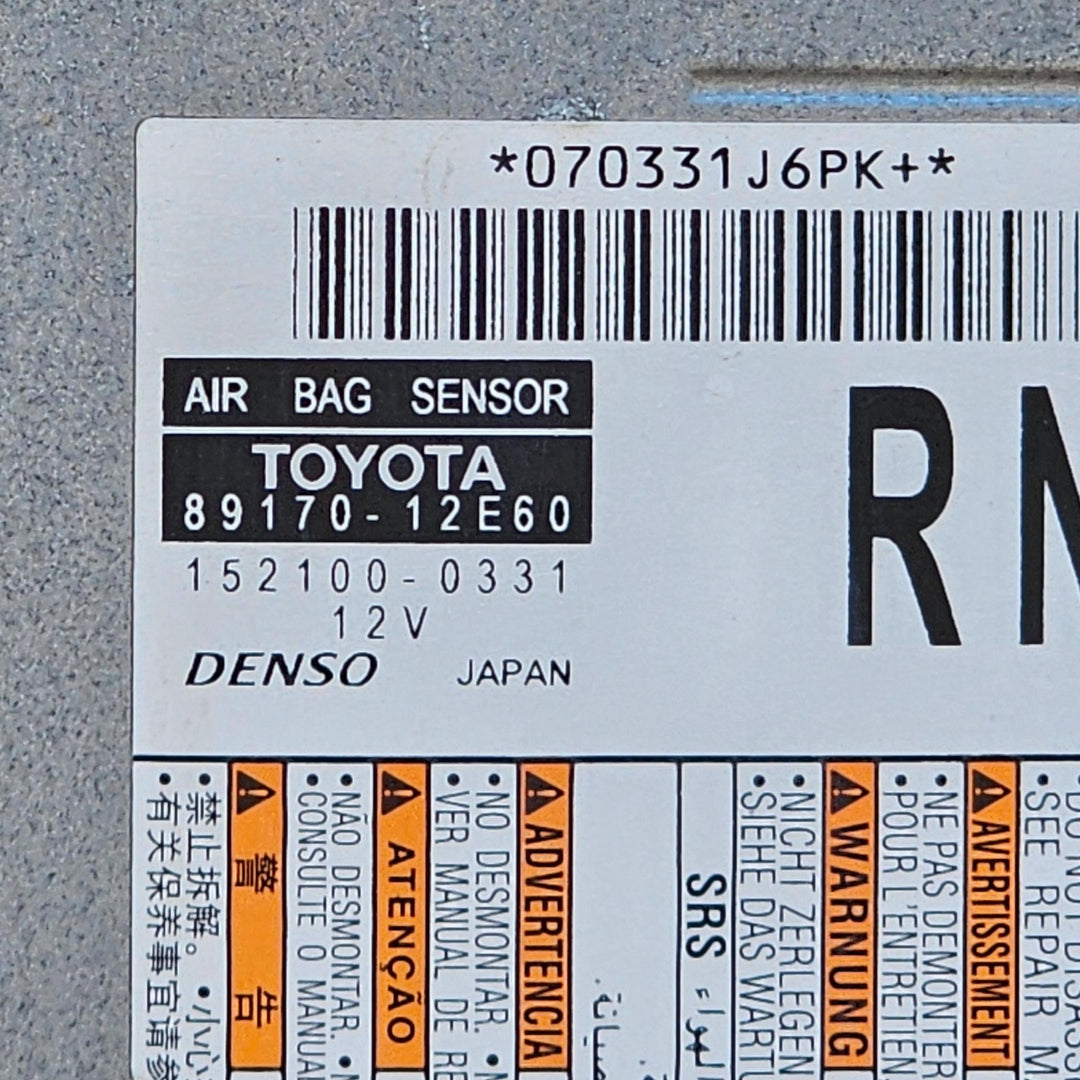 *070331J6PK+*
AIR BAG SENSOR
TOYOTA
89170-12E60
152100-0331
12V
DENSO JAPAN
RN
SEE REPAIR
AVERTISSEMENT
• NE PAS DEMONTER
• POUR L'ENTRETIEN
WARNUNG
• NICHT ZERLEGEN
• SIEHE DAS
SRS
ADVERTENCIA
• NO DESMONTAR. •
• VER MANUAL DE
ATENÇÃO
• NÃO DESMONTAR. •
• CONSULTE O
警告
• 禁止拆解。 • 小心
• 有关保养事宜请参